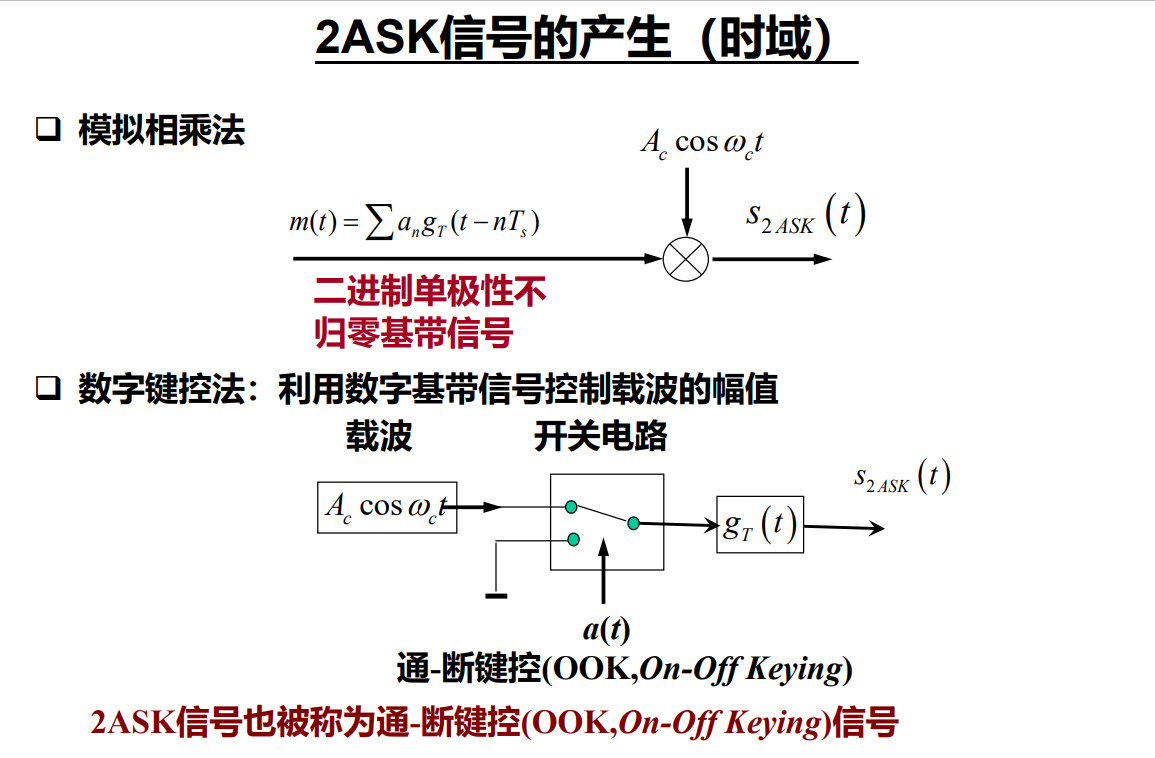 2ASK信号的产生（时域）
❑ 模拟相乘法
A_c cos ω_c t
m(t) = ∑ a_n g_T (t − nT_s)
s_{2ASK} (t)
二进制单极性不
归零基带信号
❑ 数字键控法：利用数字基带信号控制载波的幅值
载波
开关电路
A_c cos ω_c t
g_T (t)
s_{2ASK} (t)
a(t)
通-断键控(OOK,On-Off Keying)
2ASK信号也被称为通-断键控(OOK,On-Off Keying)信号